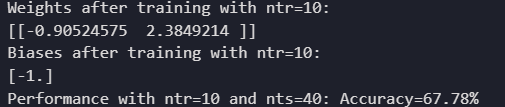 Weights after training with ntr=10:
[[-0.90524575  2.3849214 ]]
Biases after training with ntr=10:
[-1.]
Performance with ntr=10 and nts=40: Accuracy=67.78%